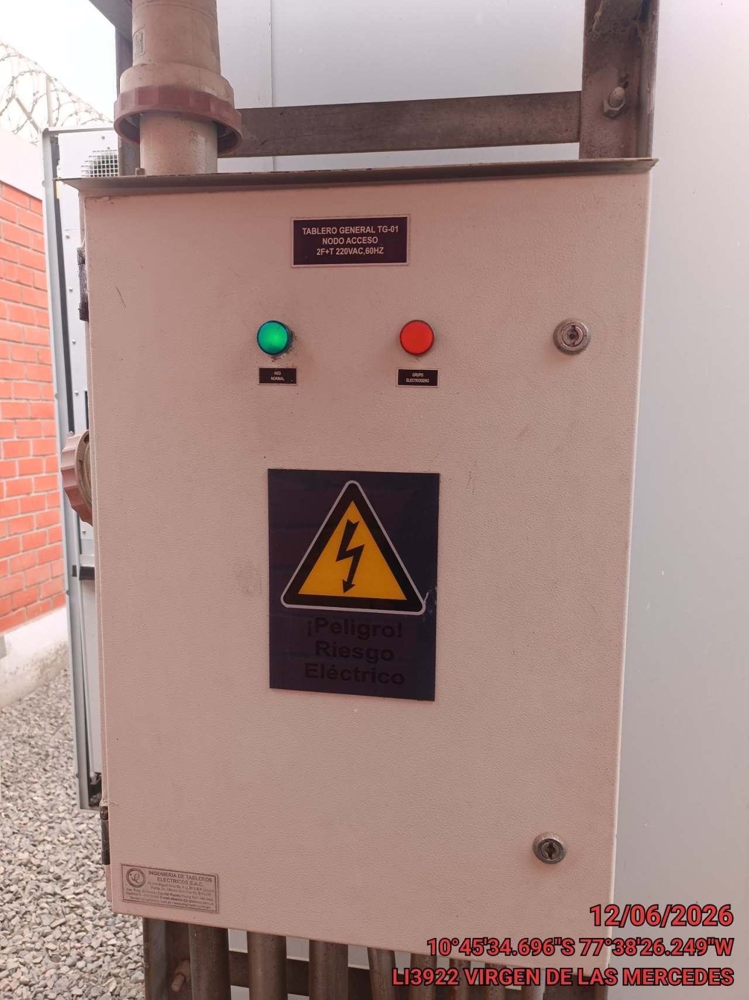 TABLERO GENERAL TG-01
NODO ACCESO
2F+T 220VAC,60HZ
RED
NORMAL
GRUPO
ELECTROGENO
¡Peligro!
Riesgo
Eléctrico
INGENIERIA DE TABLEROS
ELECTRICOS S.A.C.
12/06/2026
10°45'34.696"S 77°38'26.249"W
LI3922 VIRGEN DE LAS MERCEDES